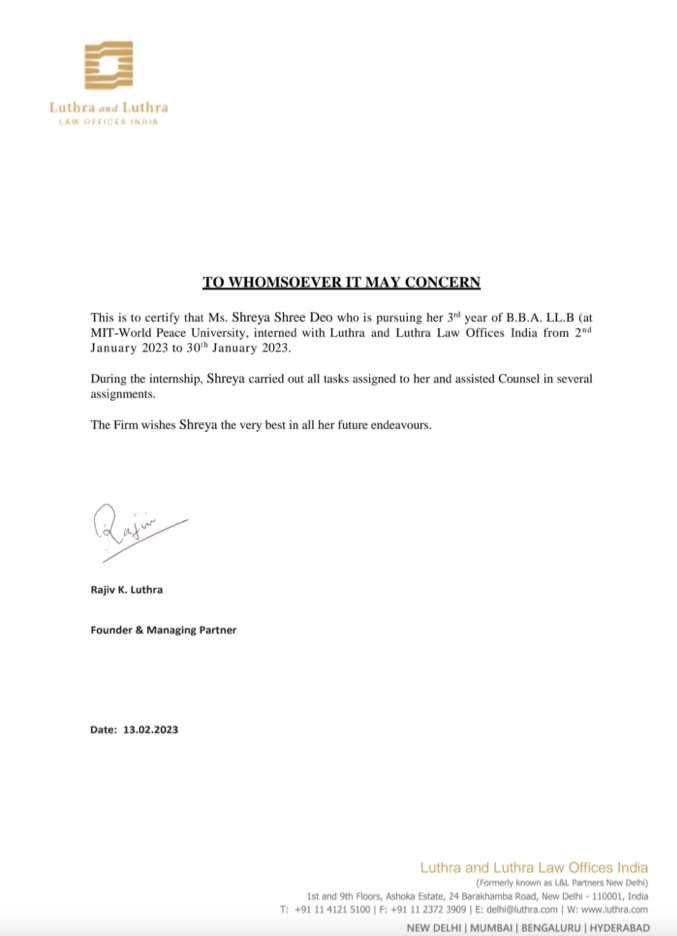 Luthra and Luthra
LAW OFFICES INDIA
TO WHOMSOEVER IT MAY CONCERN
This is to certify that Ms. Shreya Shree Deo who is pursuing her 3rd year of B.B.A. LL.B (at
MIT-World Peace University, interned with Luthra and Luthra Law Offices India from 2nd
January 2023 to 30th January 2023.
During the internship, Shreya carried out all tasks assigned to her and assisted Counsel in several
assignments.
The Firm wishes Shreya the very best in all her future endeavours.
Rajiv
Rajiv K. Luthra
Founder & Managing Partner
Date: 13.02.2023
Luthra and Luthra Law Offices India
(Formerly known as L&L Partners New Delhi)
1st and 9th Floors, Ashoka Estate, 24 Barakhamba Road, New Delhi - 110001, India
T: +91 11 4121 5100 | F: +91 11 2372 3909 | E: delhi@luthra.com | W: www.luthra.com
NEW DELHI | MUMBAI | BENGALURU | HYDERABAD